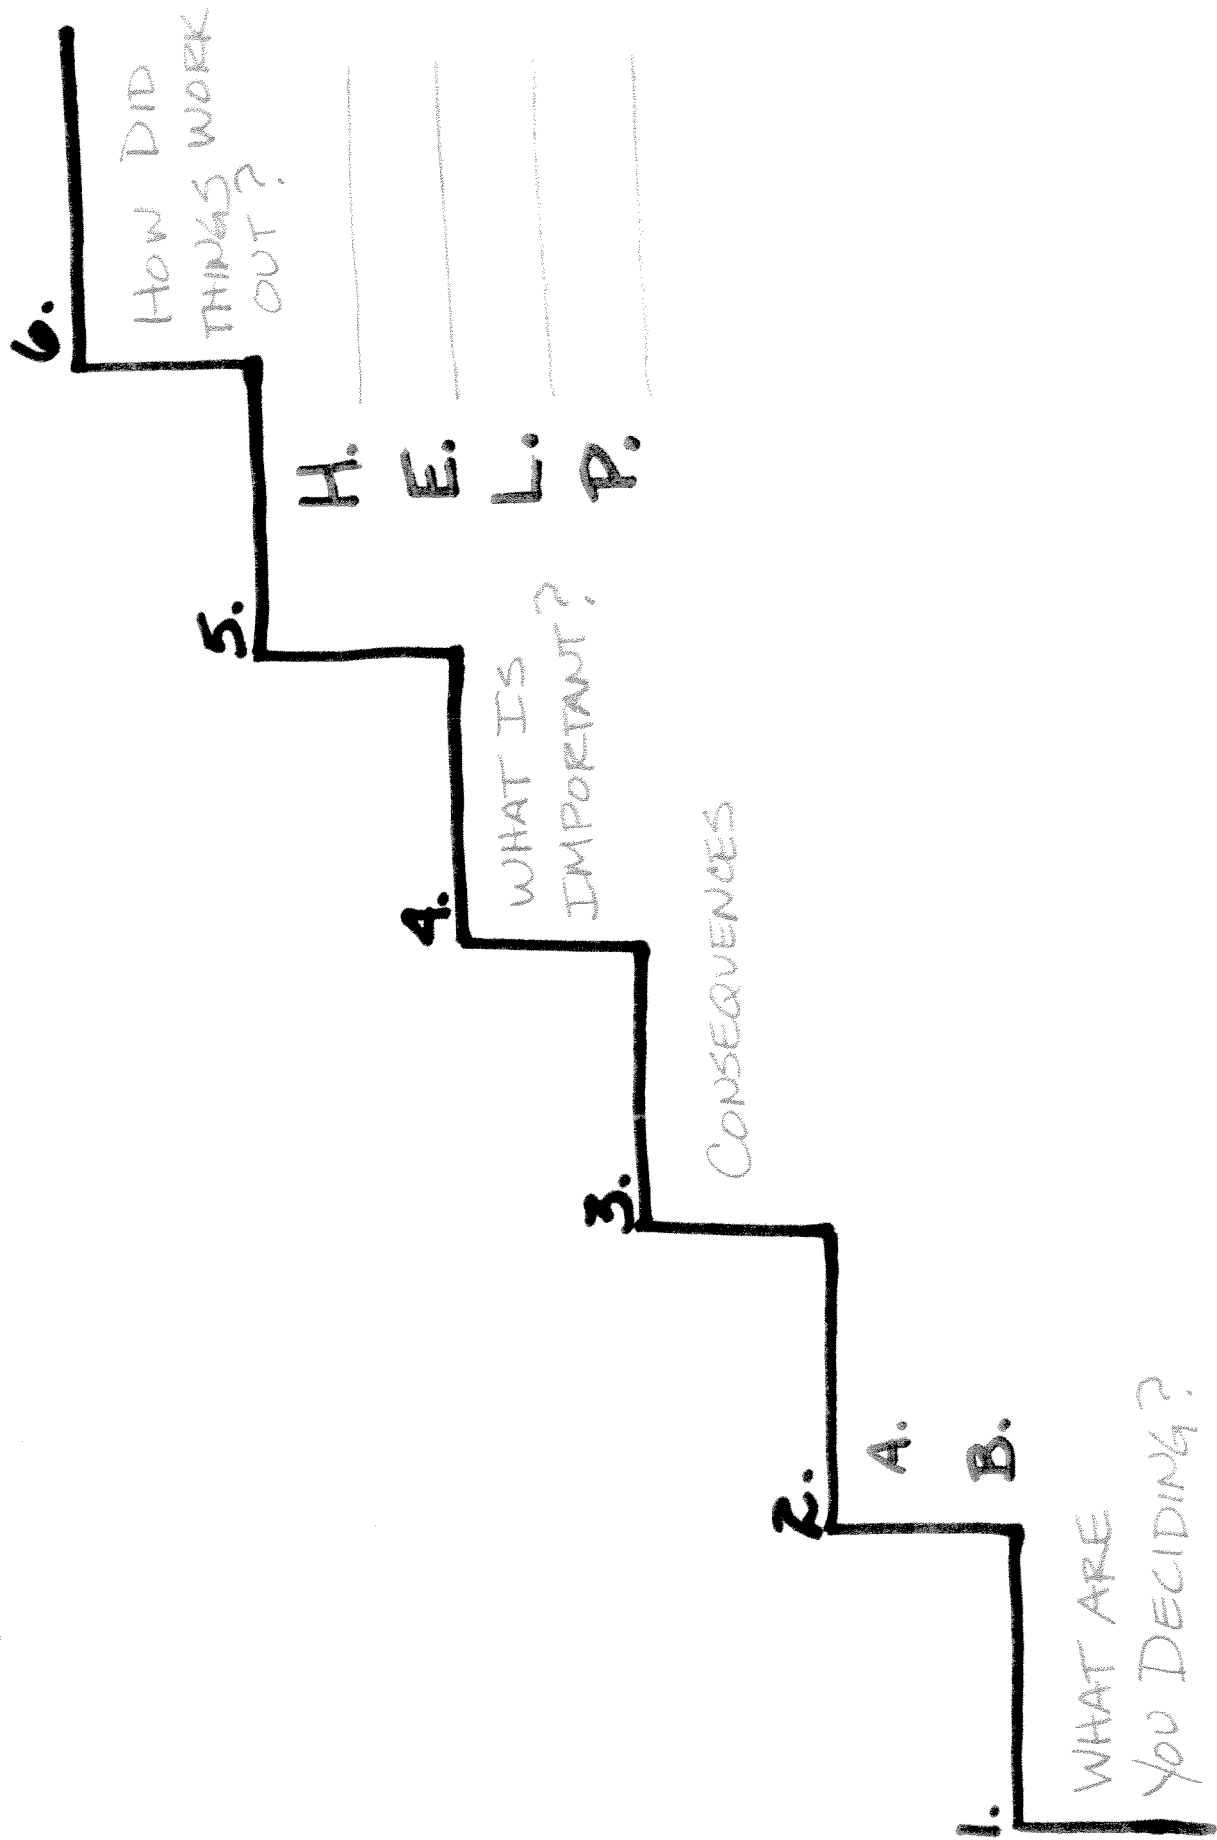 1.
WHAT ARE
YOU DECIDING?
2.
A.
B.
3.
CONSEQUENCES
4.
WHAT IS
IMPORTANT?
5.
H.
E.
L.
P.
6.
HOW DID
THINGS WORK
OUT?